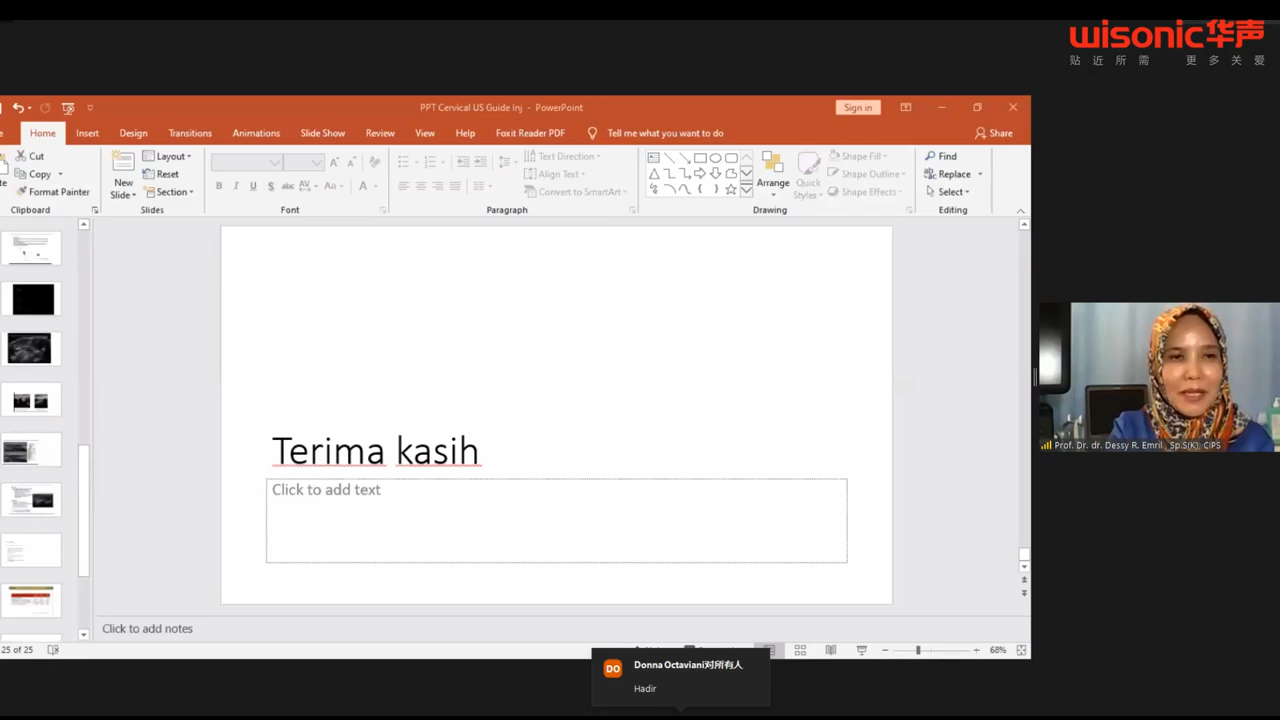 wisonic华声
贴近所需 更多关爱
PPT Cervical US Guide Inj - PowerPoint
Sign in
Home Insert Design Transitions Animations Slide Show Review View Help Foxit Reader PDF Tell me what you want to do Share
Cut
Copy
Format Painter
Clipboard
New
Slide
Layout
Reset
Section
Slides
B I U S abc AV Aa A
Font
Text Direction
Align Text
Convert to SmartArt
Paragraph
Arrange
Quick
Styles
Shape Fill
Shape Outline
Shape Effects
Drawing
Find
Replace
Select
Editing
Terima kasih
Click to add text
Prof. Dr. dr. Dessy R. Emril , Sp.S(K). CIPS
Click to add notes
25 of 25
68%
DO
Donna Octaviani对所有人
Hadir